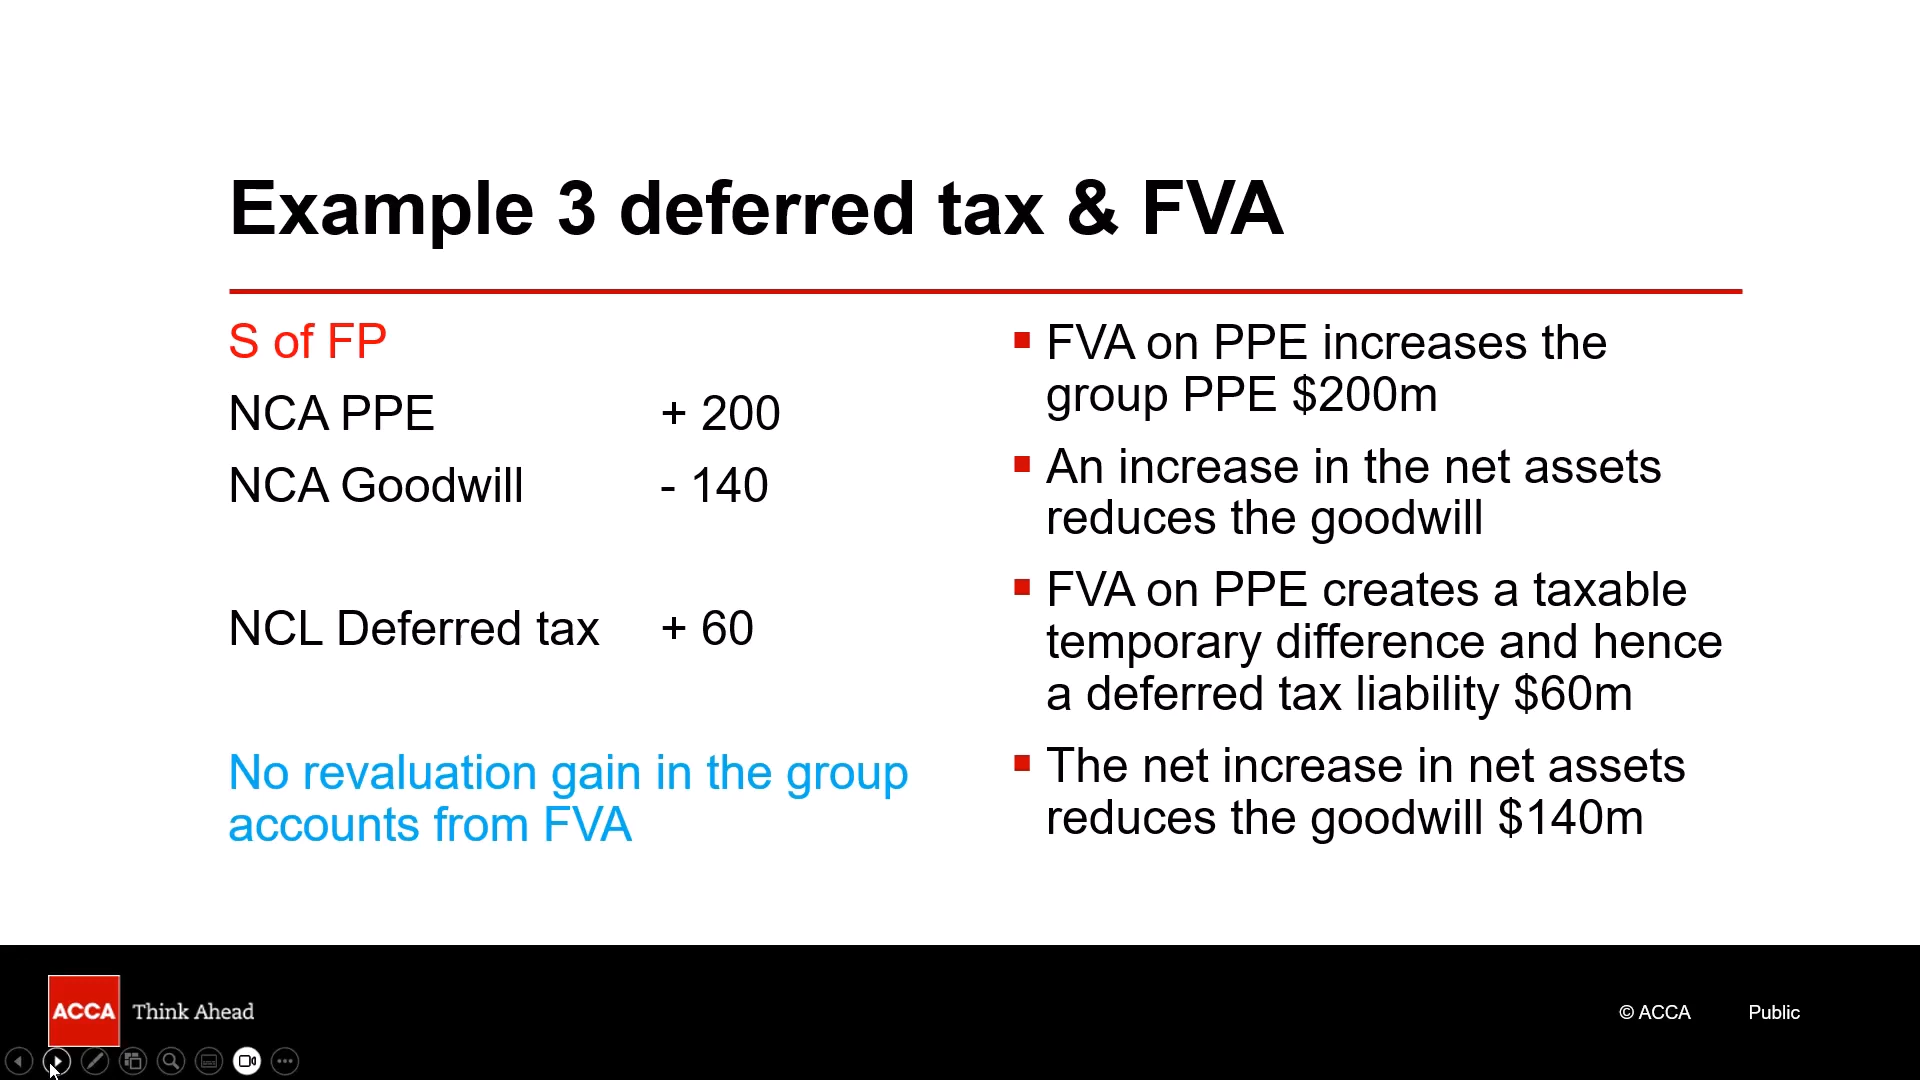 Example 3 deferred tax & FVA
S of FP
NCA PPE + 200
NCA Goodwill - 140
NCL Deferred tax + 60
No revaluation gain in the group
accounts from FVA
FVA on PPE increases the
group PPE $200m
An increase in the net assets
reduces the goodwill
FVA on PPE creates a taxable
temporary difference and hence
a deferred tax liability $60m
The net increase in net assets
reduces the goodwill $140m
ACCA Think Ahead
© ACCA Public